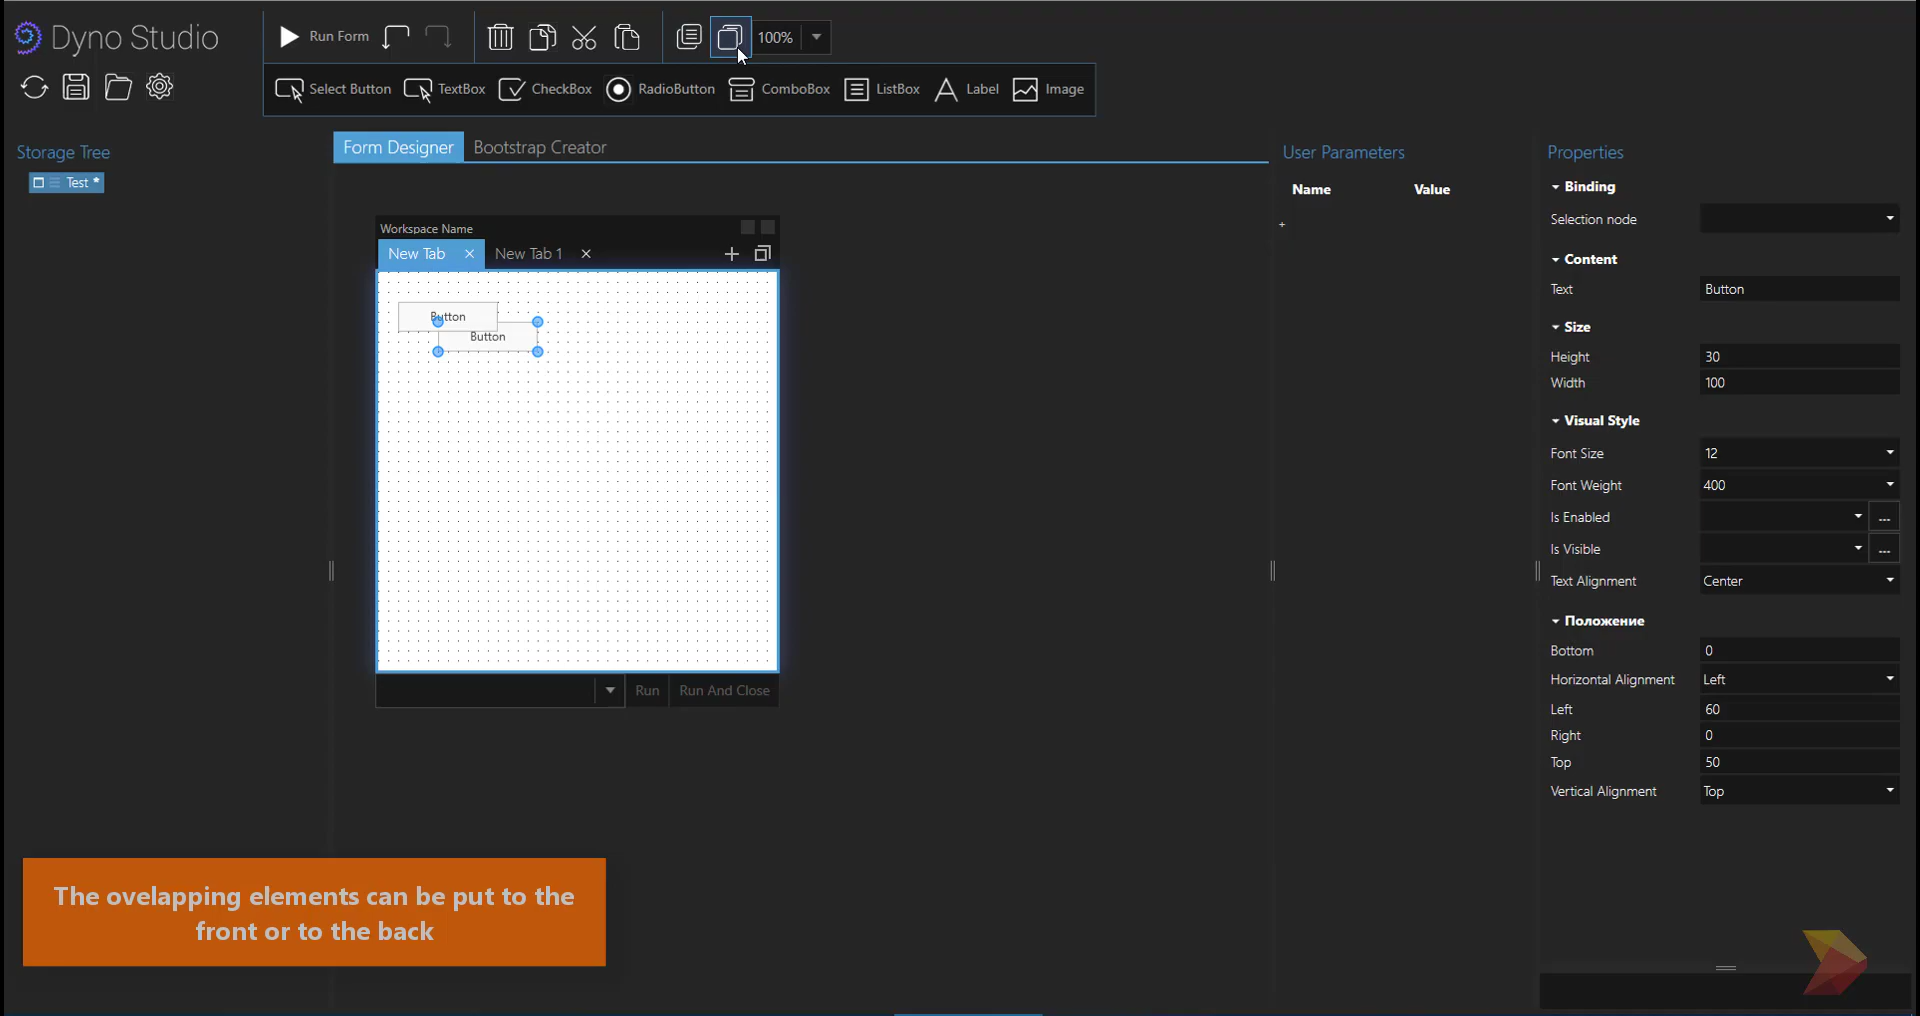 Dyno Studio
Run Form
100%
Select Button
TextBox
CheckBox
RadioButton
ComboBox
ListBox
Label
Image
Storage Tree
Test *
Form Designer
Bootstrap Creator
Workspace Name
New Tab
New Tab 1
Button
Button
Run
Run And Close
User Parameters
Name Value
+
Properties
Binding
Selection node
Content
Text Button
Size
Height 30
Width 100
Visual Style
Font Size 12
Font Weight 400
Is Enabled ...
Is Visible ...
Text Alignment Center
Положение
Bottom 0
Horizontal Alignment Left
Left 60
Right 0
Top 50
Vertical Alignment Top
The ovelapping elements can be put to the
front or to the back